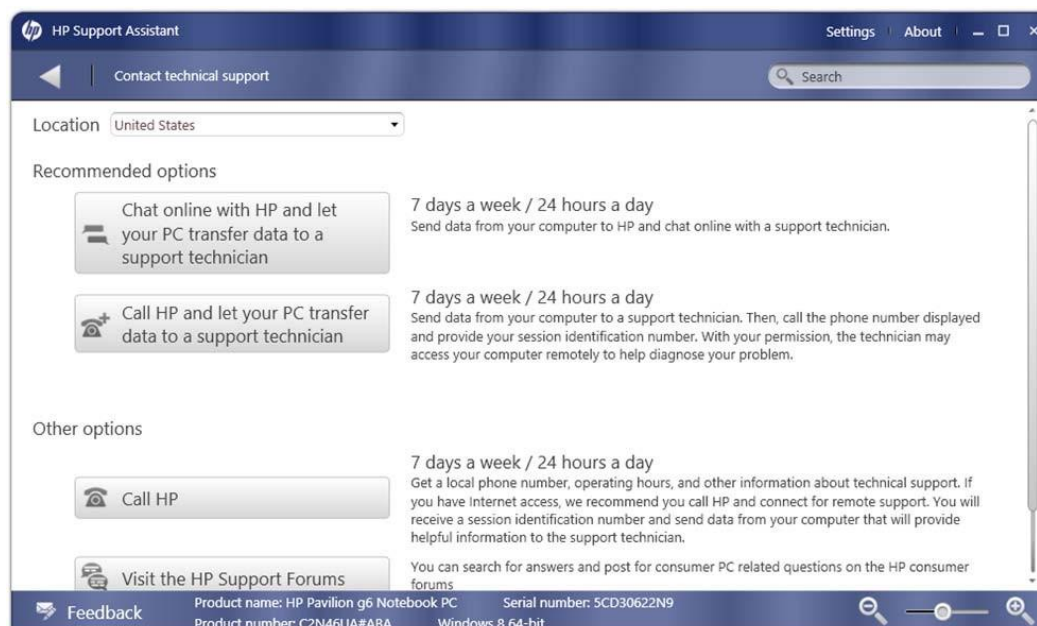 hp HP Support Assistant Settings About
Contact technical support Search
Location United States
Recommended options
Chat online with HP and let
your PC transfer data to a
support technician
7 days a week / 24 hours a day
Send data from your computer to HP and chat online with a support technician.
Call HP and let your PC transfer
data to a support technician
7 days a week / 24 hours a day
Send data from your computer to a support technician. Then, call the phone number displayed
and provide your session identification number. With your permission, the technician may
access your computer remotely to help diagnose your problem.
Other options
Call HP
7 days a week / 24 hours a day
Get a local phone number, operating hours, and other information about technical support. If
you have Internet access, we recommend you call HP and connect for remote support. You will
receive a session identification number and send data from your computer that will provide
helpful information to the support technician.
Visit the HP Support Forums
You can search for answers and post for consumer PC related questions on the HP consumer
forums
Feedback
Product name: HP Pavilion g6 Notebook PC Serial number: 5CD30622N9
Product number: C2N46UA#ABA Windows 8 64-bit